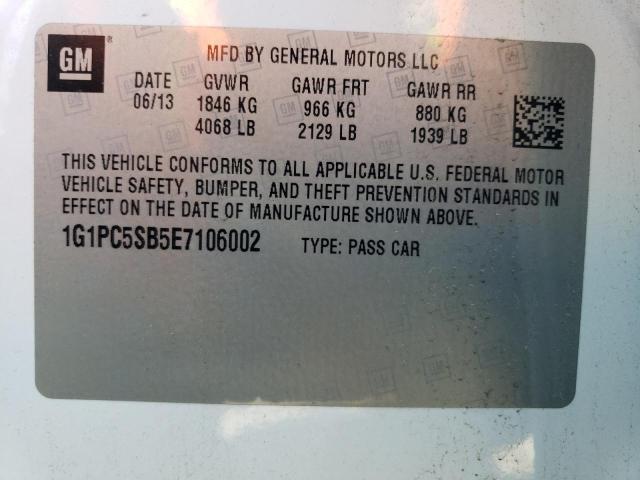 GM
MFD BY GENERAL MOTORS LLC
DATE GVWR GAWR FRT GAWR RR
06/13 1846 KG 966 KG 880 KG
4068 LB 2129 LB 1939 LB
THIS VEHICLE CONFORMS TO ALL APPLICABLE U.S. FEDERAL MOTOR
VEHICLE SAFETY, BUMPER, AND THEFT PREVENTION STANDARDS IN
EFFECT ON THE DATE OF MANUFACTURE SHOWN ABOVE.
1G1PC5SB5E7106002 TYPE: PASS CAR